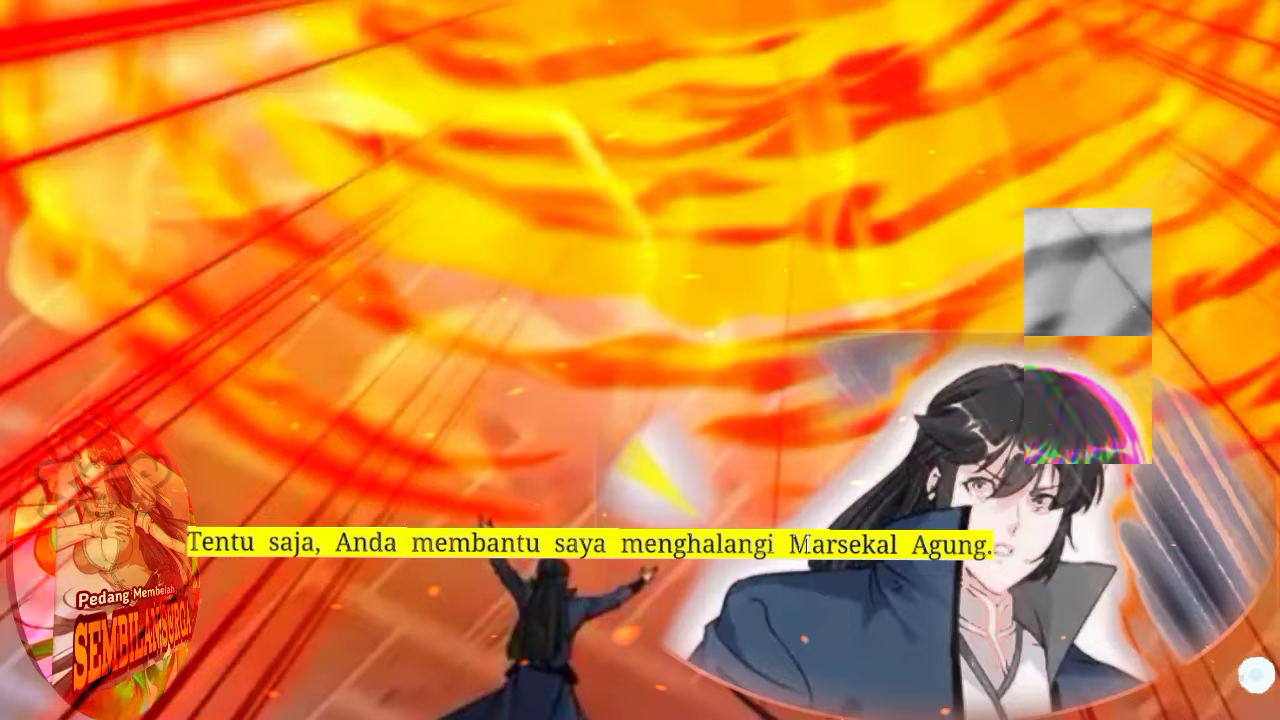 Tentu saja, Anda membantu saya menghalangi Marsekal Agung.
Pedang Membelah
SEMBILAN SURGA